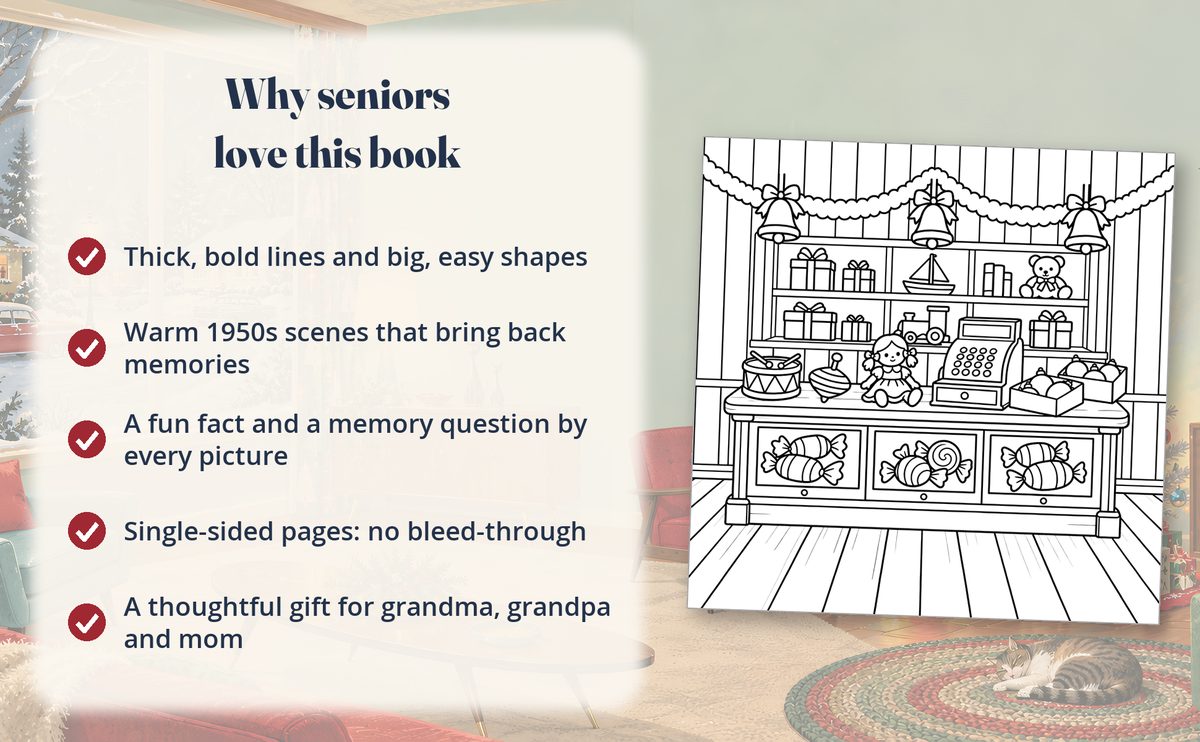 Why seniors
love this book
Thick, bold lines and big, easy shapes
Warm 1950s scenes that bring back
memories
A fun fact and a memory question by
every picture
Single-sided pages: no bleed-through
A thoughtful gift for grandma, grandpa
and mom